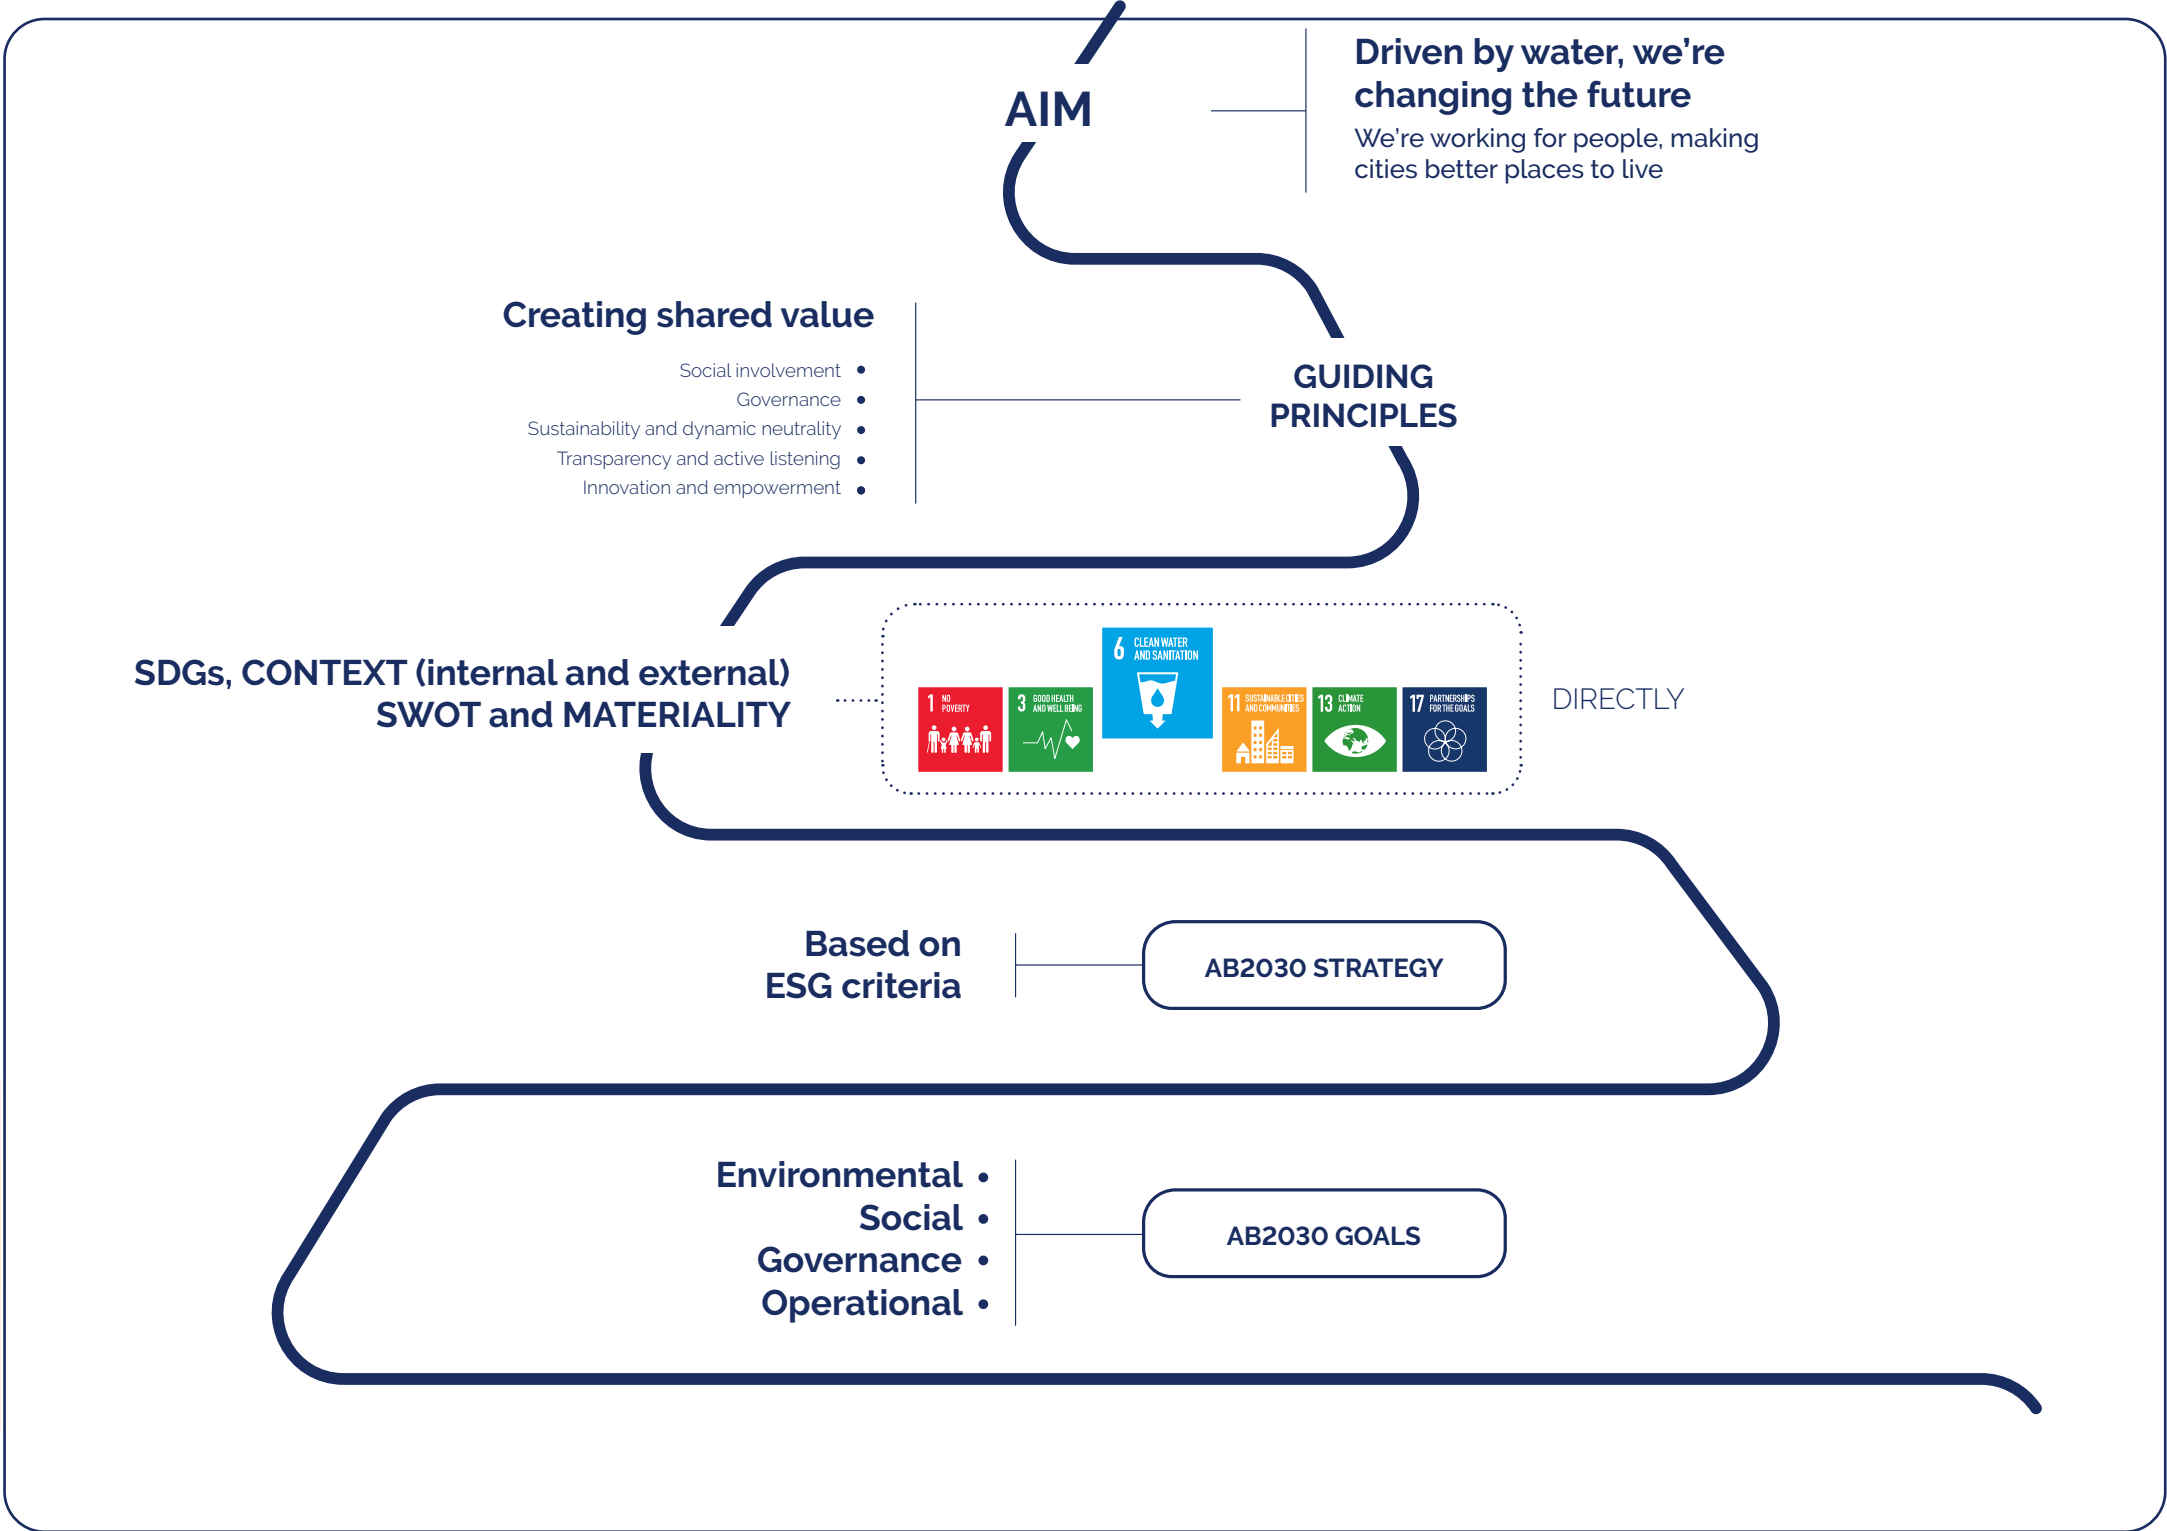 AIM
Driven by water, we're
changing the future
We're working for people, making
cities better places to live
Creating shared value
Social involvement •
Governance •
Sustainability and dynamic neutrality •
Transparency and active listening •
Innovation and empowerment •
GUIDING
PRINCIPLES
SDGs, CONTEXT (internal and external)
SWOT and MATERIALITY
1 NO
POVERTY
3 GOOD HEALTH
AND WELL BEING
6 CLEAN WATER
AND SANITATION
11 SUSTAINABLE CITIES
AND COMMUNITIES
13 CLIMATE
ACTION
17 PARTNERSHIPS
FOR THE GOALS
DIRECTLY
Based on
ESG criteria
AB2030 STRATEGY
Environmental •
Social •
Governance •
Operational •
AB2030 GOALS